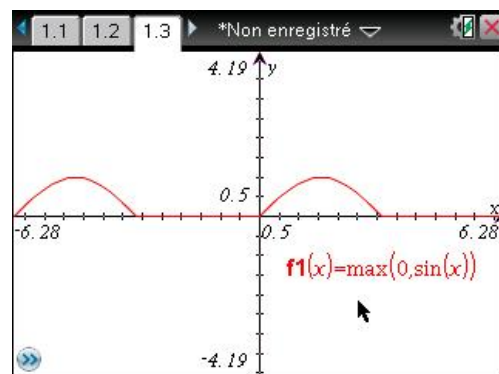 1.1 1.2 1.3 *Non enregistré
4.19 y
0.5 x
-6.28 0.5 6.28
f1(x)=max(0,sin(x))
-4.19